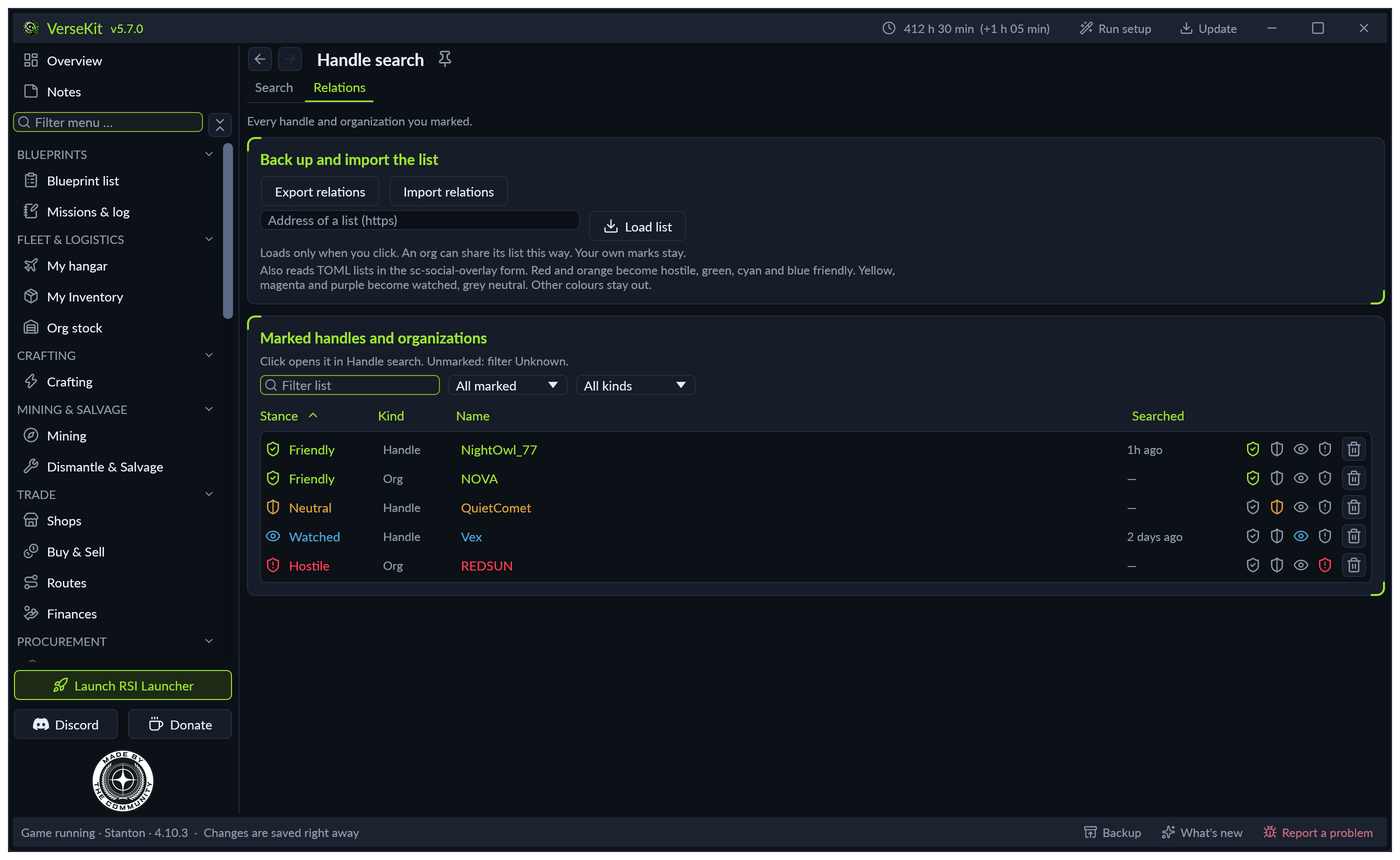 VerseKit v5.7.0
412 h 30 min (+1 h 05 min)
Run setup
Update
Overview
Notes
Filter menu ...
BLUEPRINTS
Blueprint list
Missions & log
FLEET & LOGISTICS
My hangar
My Inventory
Org stock
CRAFTING
Crafting
MINING & SALVAGE
Mining
Dismantle & Salvage
TRADE
Shops
Buy & Sell
Routes
Finances
PROCUREMENT
Launch RSI Launcher
Discord
Donate
MADE BY
THE COMMUNITY
Handle search
Search
Relations
Every handle and organization you marked.
Back up and import the list
Export relations
Import relations
Address of a list (https)
Load list
Loads only when you click. An org can share its list this way. Your own marks stay.
Also reads TOML lists in the sc-social-overlay form. Red and orange become hostile, green, cyan and blue friendly. Yellow,
magenta and purple become watched, grey neutral. Other colours stay out.
Marked handles and organizations
Click opens it in Handle search. Unmarked: filter Unknown.
Filter list
All marked
All kinds
Stance Kind Name Searched
Friendly Handle NightOwl_77 1h ago
Friendly Org NOVA —
Neutral Handle QuietComet —
Watched Handle Vex 2 days ago
Hostile Org REDSUN —
Game running · Stanton · 4.10.3 · Changes are saved right away
Backup
What's new
Report a problem